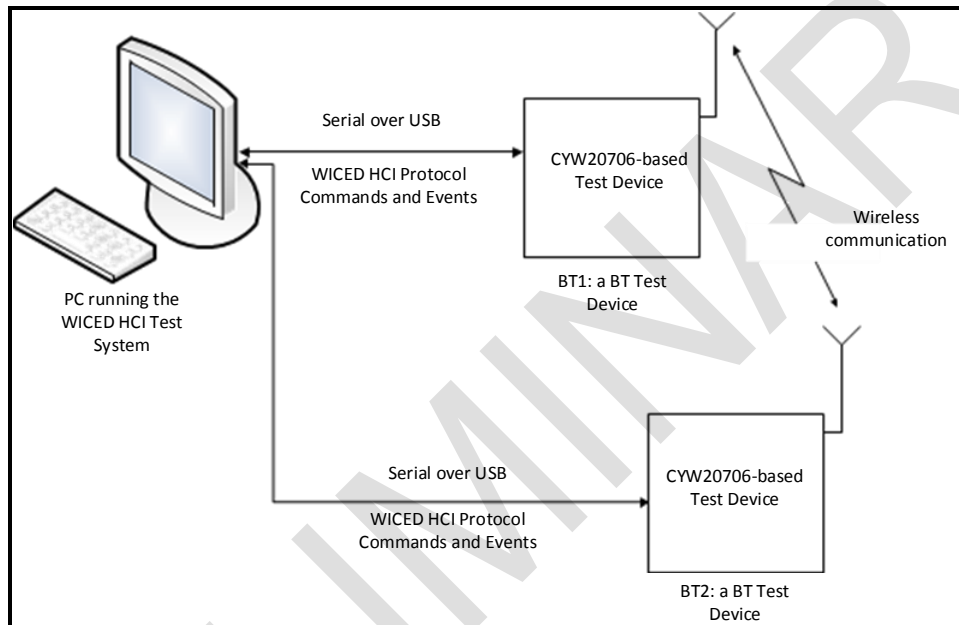 Serial over USB
WICED HCI Protocol
Commands and Events
CYW20706-based
Test Device
Wireless
communication
BT1: a BT Test
Device
PC running the
WICED HCI Test
System
Serial over USB
WICED HCI Protocol
Commands and Events
CYW20706-based
Test Device
BT2: a BT Test
Device